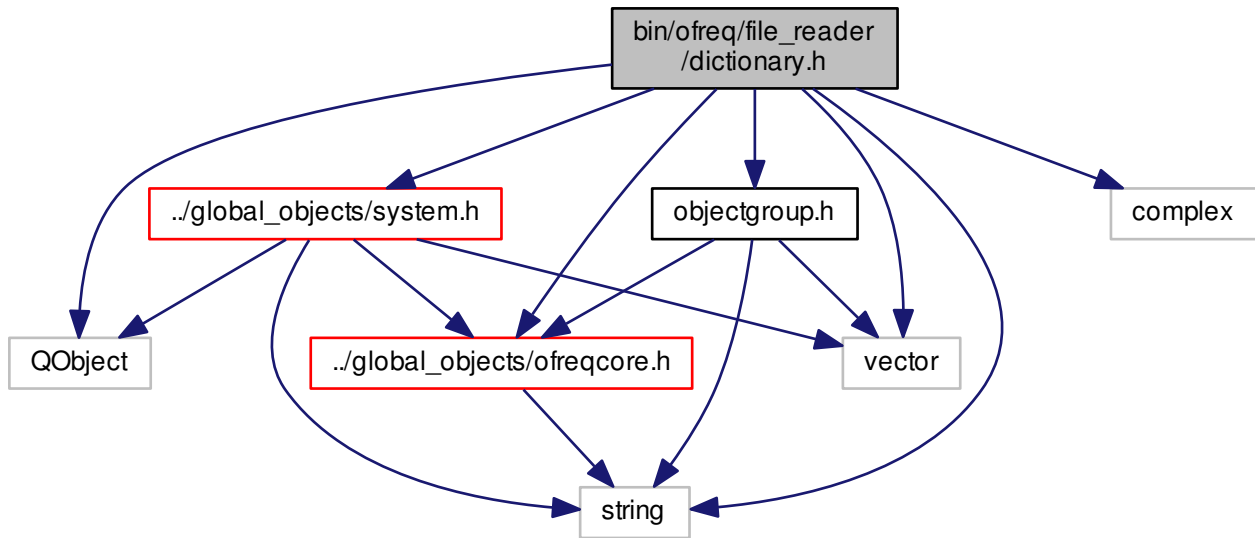 bin/ofreq/file_reader
/dictionary.h
../global_objects/system.h
objectgroup.h
complex
QObject
../global_objects/ofreqcore.h
vector
string